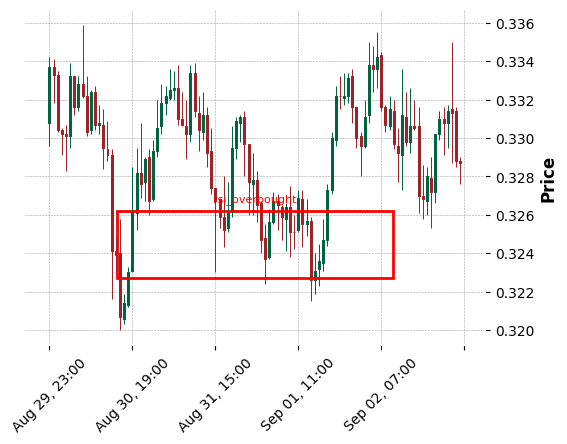 0.336
0.334
0.332
0.330
0.328
0.326
0.324
0.322
0.320
Price
rsi_overbought
Aug 29, 23:00
Aug 30, 19:00
Aug 31, 15:00
Sep 01, 11:00
Sep 02, 07:00